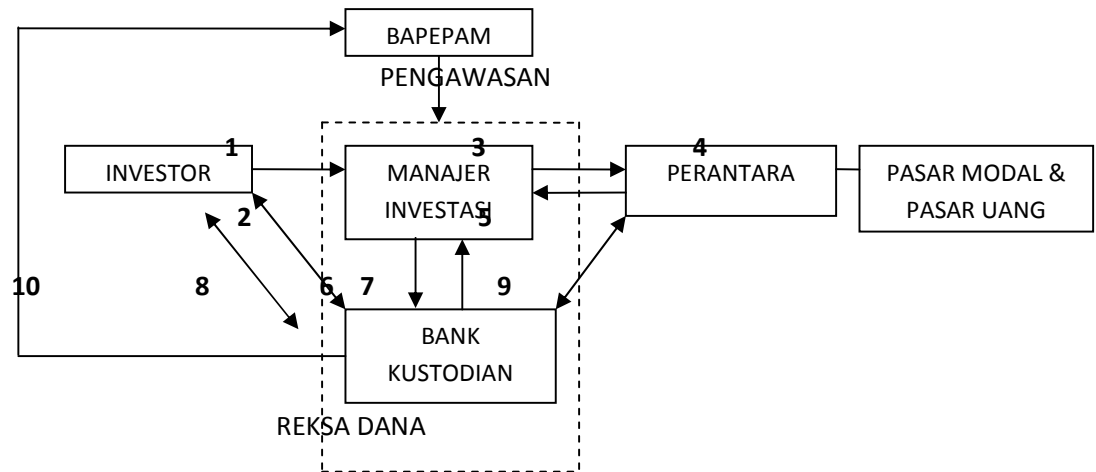 BAPEPAM
PENGAWASAN
1
3
4
INVESTOR
MANAJER
INVESTASI
PERANTARA
PASAR MODAL &
PASAR UANG
2
5
10
8
6
7
9
BANK
KUSTODIAN
REKSA DANA